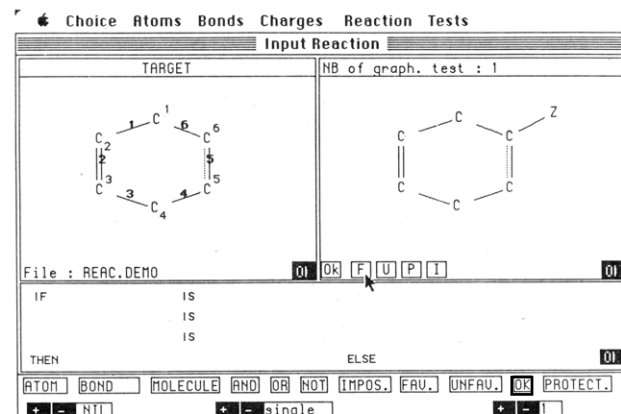 Choice Atoms Bonds Charges Reaction Tests
Input Reaction
TARGET
NB of graph. test : 1
C 1
1 6
C 2
C 6
2
5
C 3
C 5
3 4
C 4
C
Z
C
C
C
C
C
File : REAC.DEMO
Ok F U P I
IF IS
IS
IS
THEN ELSE
ATOM BOND MOLECULE AND OR NOT IMPOS. FAV. UNFAV. OK PROTECT.
+ - NIL + - single + - 1